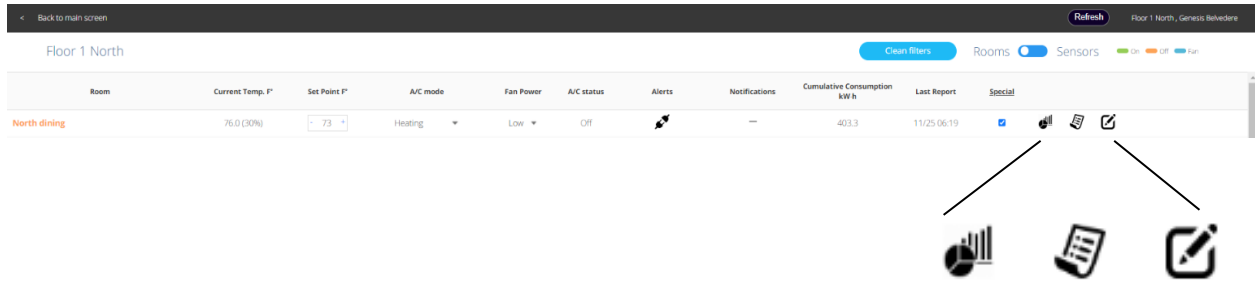 < Back to main screen
Refresh
Floor 1 North , Genesis Belvedere
Floor 1 North
Clean filters
Rooms
Sensors
On
Off
Fan
Room
Current Temp. F°
Set Point F°
A/C mode
Fan Power
A/C status
Alerts
Notifications
Cumulative Consumption
kW h
Last Report
Special
North dining
76.0 (30%)
- 73 +
Heating
Low
Off
—
403.3
11/25 06:19